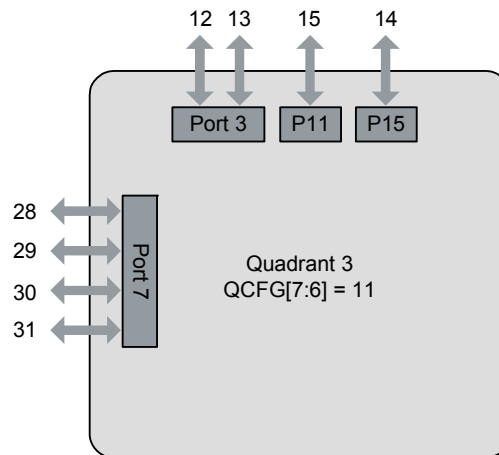 12 13 15 14
Port 3 P11 P15
28
29
30
31
Port 7
Quadrant 3
QCFG[7:6] = 11